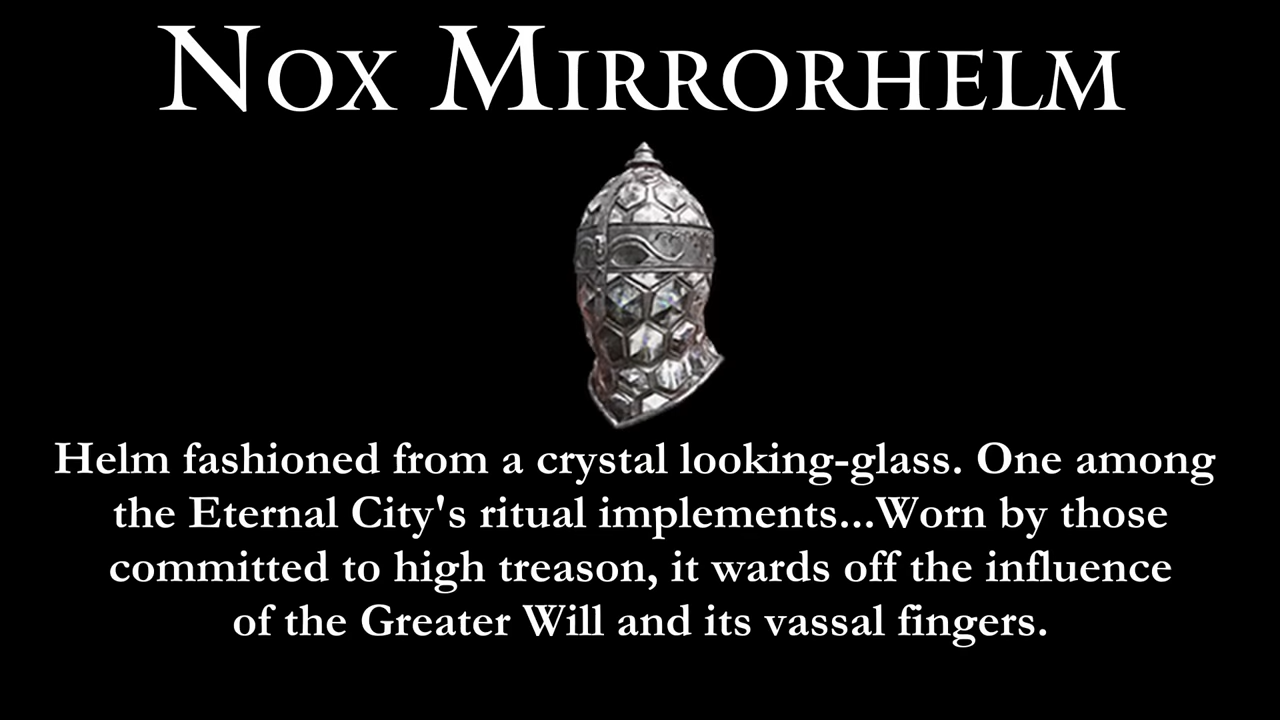 Nox Mirrorhelm
Helm fashioned from a crystal looking-glass. One among
the Eternal City's ritual implements...Worn by those
committed to high treason, it wards off the influence
of the Greater Will and its vassal fingers.